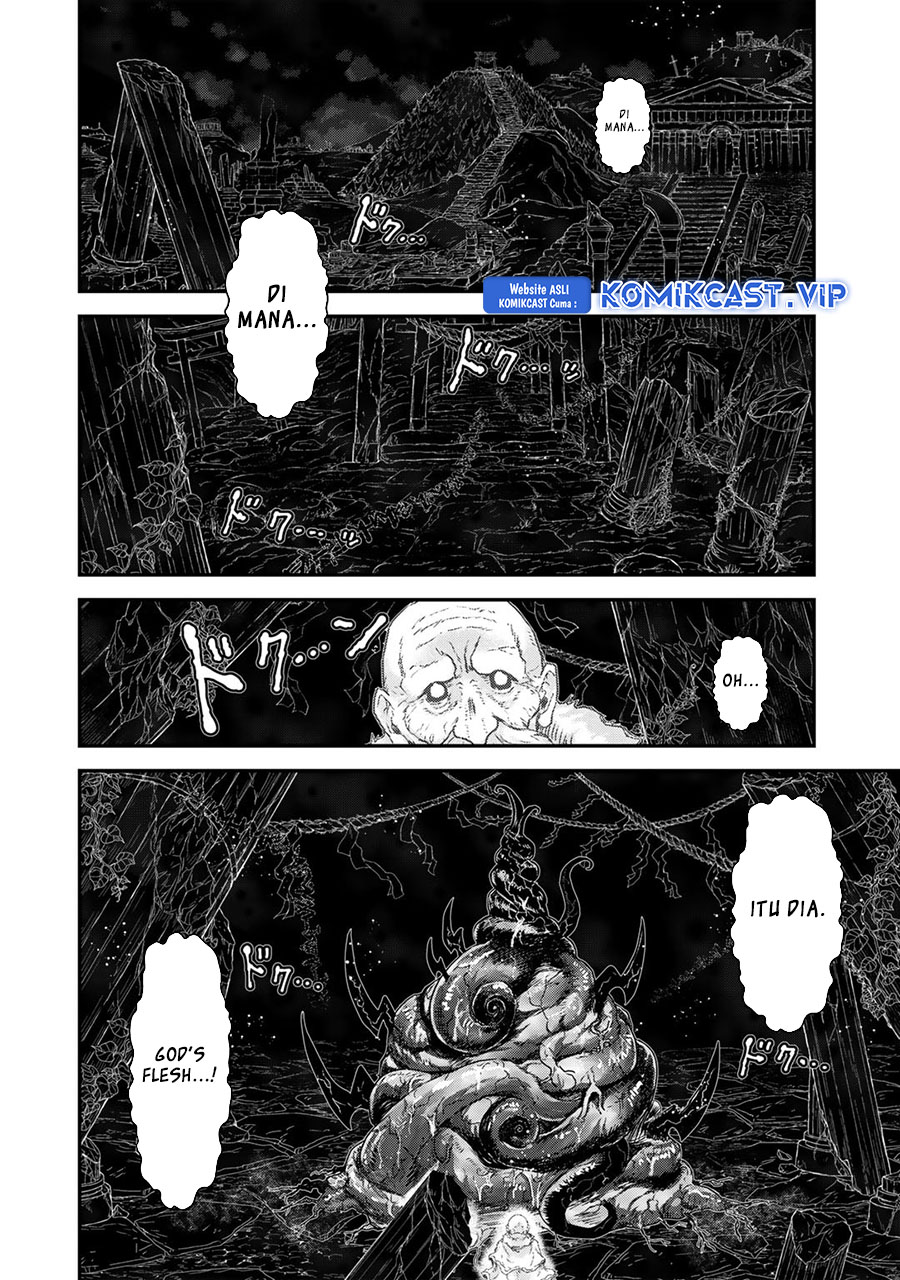 DI
MANA...
ドク...
DI
MANA...
Website ASLI
KOMIKCAST Cuma :
KOMIKCAST.VIP
ドク...ッ
ドク...ッ
ドク...ン
OH...
ITU DIA.
ドク...
GOD'S
FLESH...!
ドク...